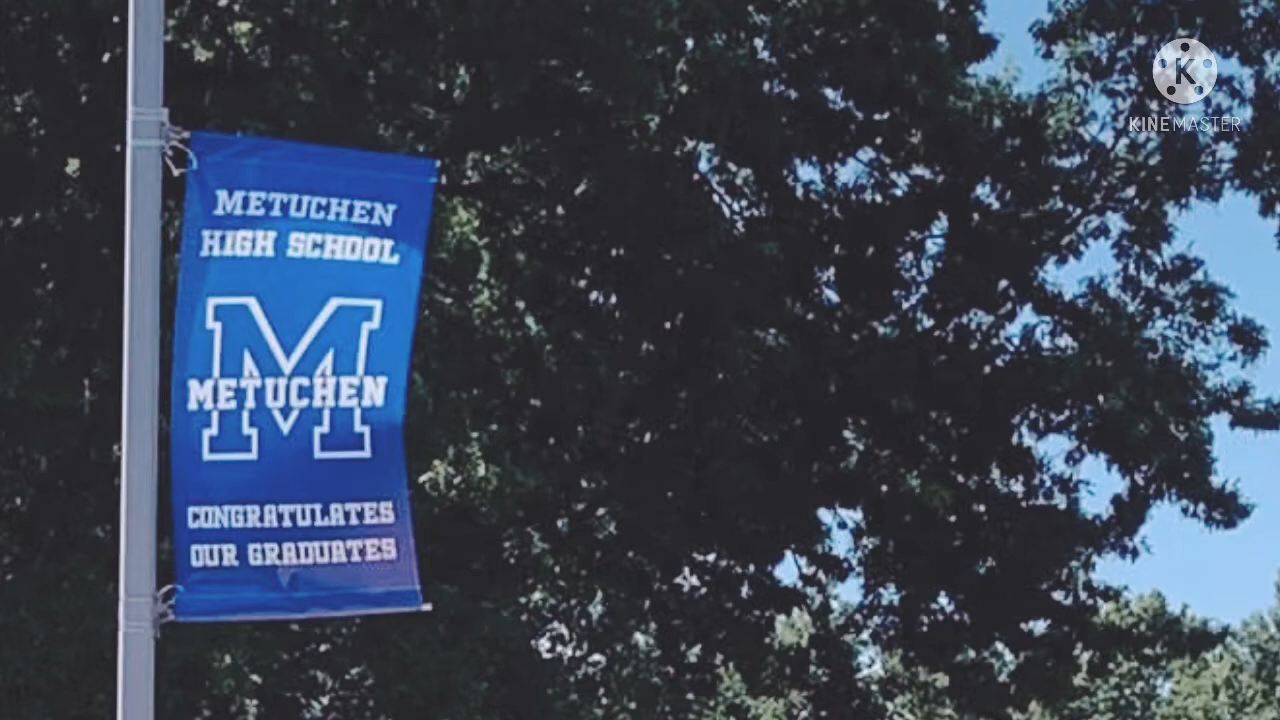 METUCHEN
HIGH SCHOOL
M
METUCHEN
CONGRATULATES
OUR GRADUATES
K
KINEMASTER